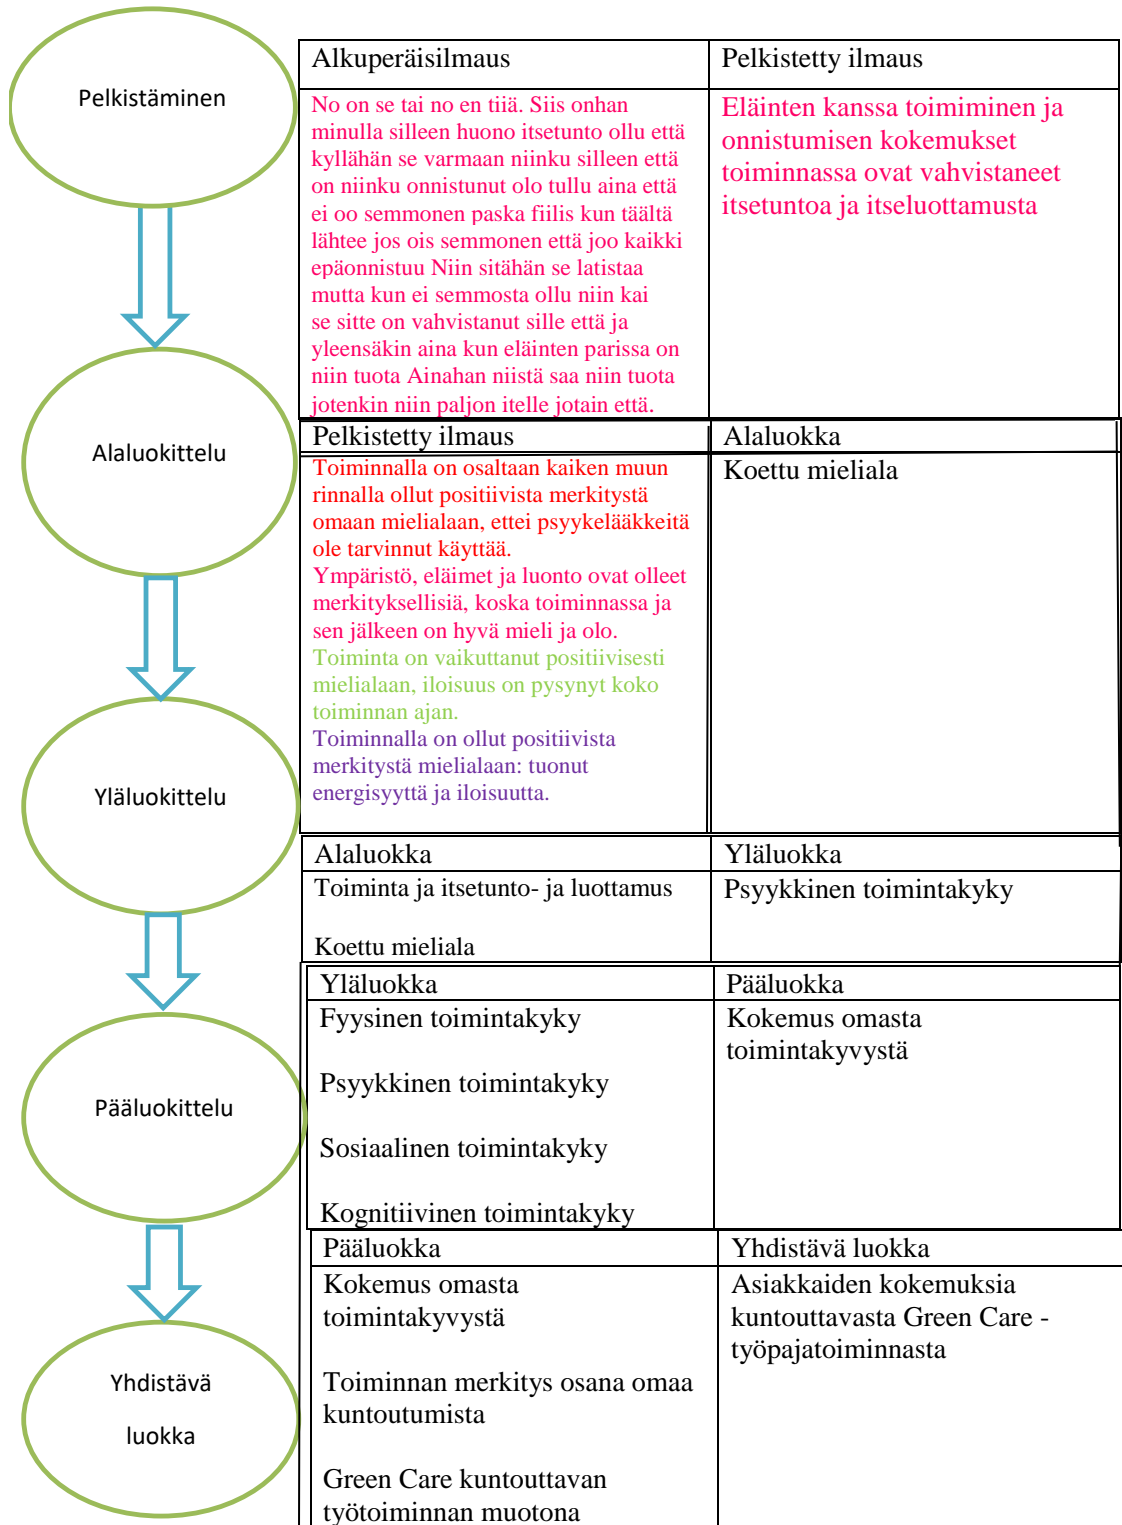 Pelkistäminen
Alkuperäisilmaus
Pelkistetty ilmaus
No on se tai no en tiiä. Siis onhan
minulla silleen huono itsetunto ollu että
kyllähän se varmaan niinku silleen että
on niinku onnistunut olo tullu aina että
ei oo semmonen paska fiilis kun täältä
lähtee jos ois semmonen että joo kaikki
epäonnistuu Niin sitähän se latistaa
mutta kun ei semmosta ollu niin kai
se sitte on vahvistanut sille että ja
yleensäkin aina kun eläinten parissa on
niin tuota Ainahan niistä saa niin tuota
jotenkin niin paljon itelle jotain että.
Eläinten kanssa toimiminen ja
onnistumisen kokemukset
toiminnassa ovat vahvistaneet
itsetuntoa ja itseluottamusta
Alaluokittelu
Pelkistetty ilmaus
Alaluokka
Toiminnalla on osaltaan kaiken muun
rinnalla ollut positiivista merkitystä
omaan mielialaan, ettei psyykelääkkeitä
ole tarvinnut käyttää.
Ympäristö, eläimet ja luonto ovat olleet
merkityksellisiä, koska toiminnassa ja
sen jälkeen on hyvä mieli ja olo.
Toiminta on vaikuttanut positiivisesti
mielialaan, iloisuus on pysynyt koko
toiminnan ajan.
Toiminnalla on ollut positiivista
merkitystä mielialaan: tuonut
energisyyttä ja iloisuutta.
Koettu mieliala
Yläluokittelu
Alaluokka
Yläluokka
Toiminta ja itsetunto- ja luottamus
Koettu mieliala
Psyykkinen toimintakyky
Pääluokittelu
Yläluokka
Pääluokka
Fyysinen toimintakyky
Psyykkinen toimintakyky
Sosiaalinen toimintakyky
Kognitiivinen toimintakyky
Kokemus omasta
toimintakyvystä
Yhdistävä
luokka
Pääluokka
Yhdistävä luokka
Kokemus omasta
toimintakyvystä
Toiminnan merkitys osana omaa
kuntoutumista
Green Care kuntouttavan
työtoiminnan muotona
Asiakkaiden kokemuksia
kuntouttavasta Green Care -
työpajatoiminnasta